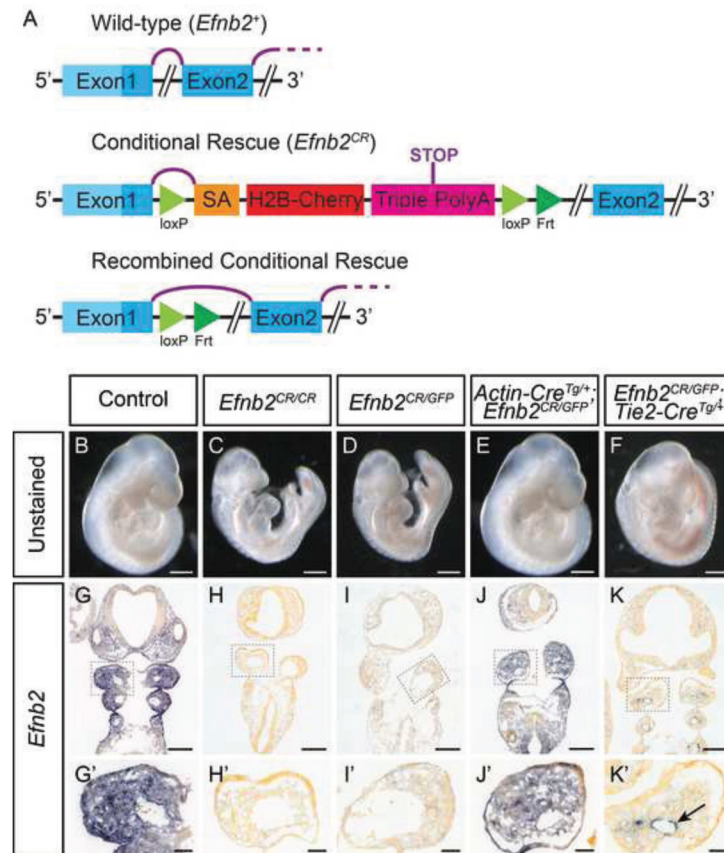 A
Wild-type (Efnb2+)
5' Exon1 Exon2 3'
Conditional Rescue (Efnb2CR)
STOP
5' Exon1 SA H2B-Cherry Triple PolyA Exon2 3'
loxP loxP Frt
Recombined Conditional Rescue
5' Exon1 Exon2 3'
loxP Frt
Control Efnb2CR/CR Efnb2CR/GFP Actin-CreTg/+; Efnb2CR/GFP; 
Efnb2CR/GFP Tie2-CreTg/+
Unstained
B C D E F
Efnb2
G H I J K
G' H' I' J' K'